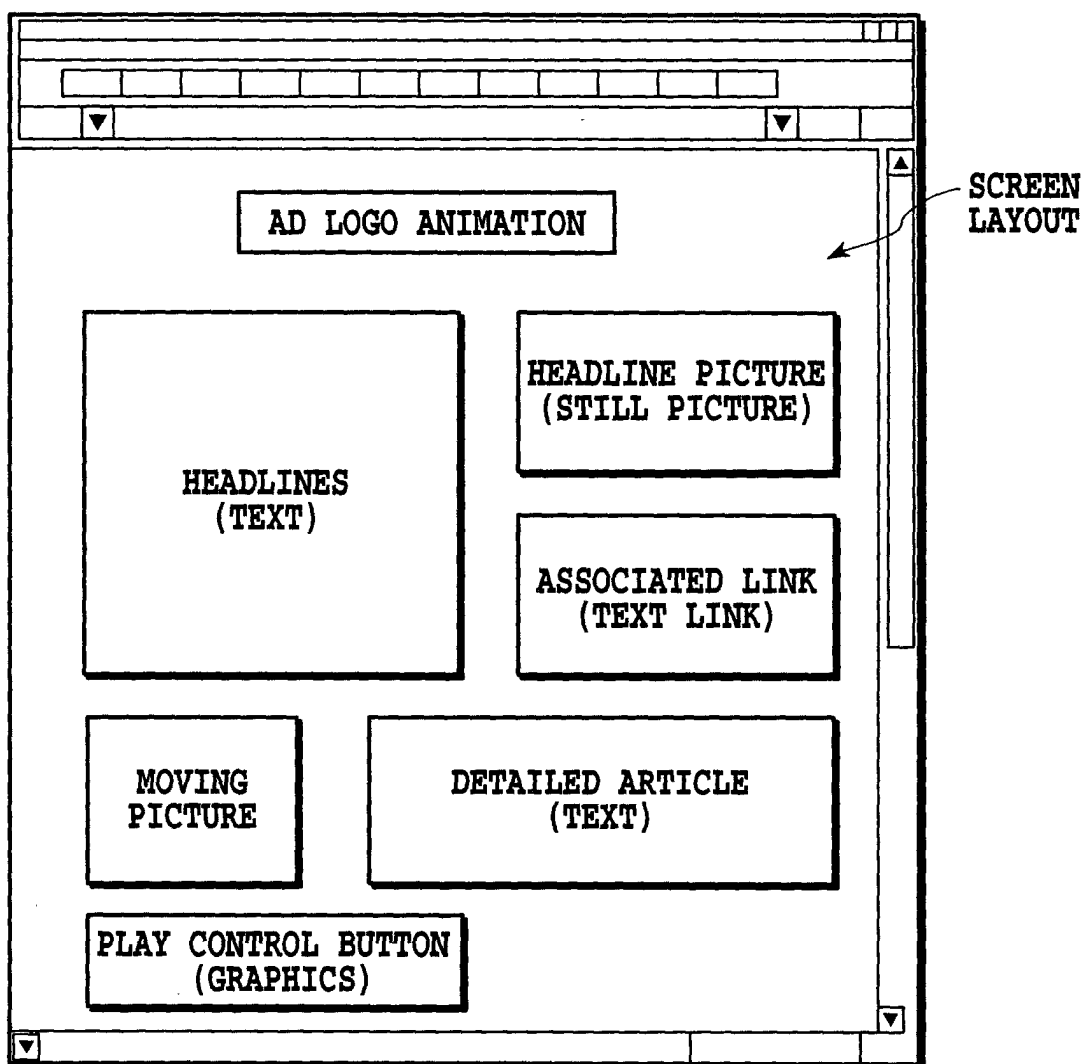 AD LOGO ANIMATION
SCREEN
LAYOUT
HEADLINES
(TEXT)
HEADLINE PICTURE
(STILL PICTURE)
ASSOCIATED LINK
(TEXT LINK)
MOVING
PICTURE
DETAILED ARTICLE
(TEXT)
PLAY CONTROL BUTTON
(GRAPHICS)